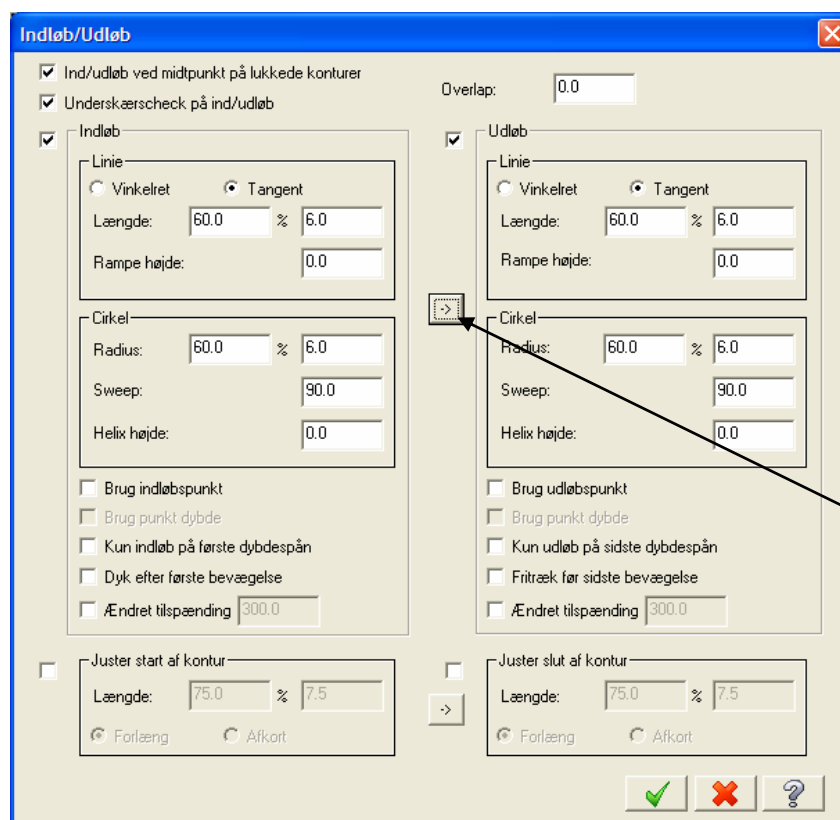 Indløb/Udløb
Ind/udløb ved midtpunkt på lukkede konturer
Underskærscheck på ind/udløb
Overlap: 0.0
Indløb
Linie
Vinkelret Tangent
Længde: 60.0 % 6.0
Rampe højde: 0.0
Cirkel
Radius: 60.0 % 6.0
Sweep: 90.0
Helix højde: 0.0
Brug indløbspunkt
Brug punkt dybde
Kun indløb på første dybdespån
Dyk efter første bevægelse
Ændret tilspænding 300.0
Juster start af kontur
Længde: 75.0 % 7.5
Forlæng Afkort
->
->
Udløb
Linie
Vinkelret Tangent
Længde: 60.0 % 6.0
Rampe højde: 0.0
Cirkel
Radius: 60.0 % 6.0
Sweep: 90.0
Helix højde: 0.0
Brug udløbspunkt
Brug punkt dybde
Kun udløb på sidste dybdespån
Fritræk før sidste bevægelse
Ændret tilspænding 300.0
Juster slut af kontur
Længde: 75.0 % 7.5
Forlæng Afkort